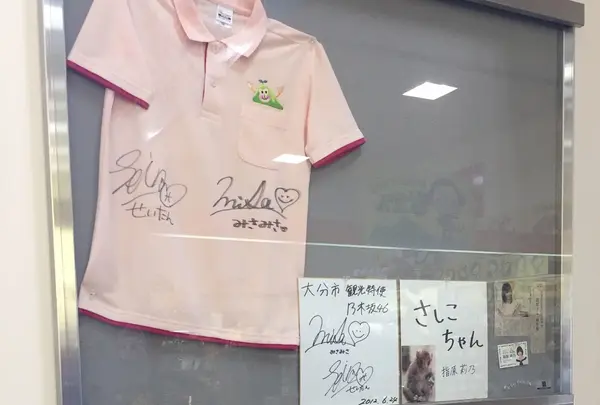 Seira
せいたん
misa
みさみさ
大分市 観光特使
乃木坂46
misa
みさみさ
Seira
2012.6.24
さしこ
ちゃん
指原莉乃